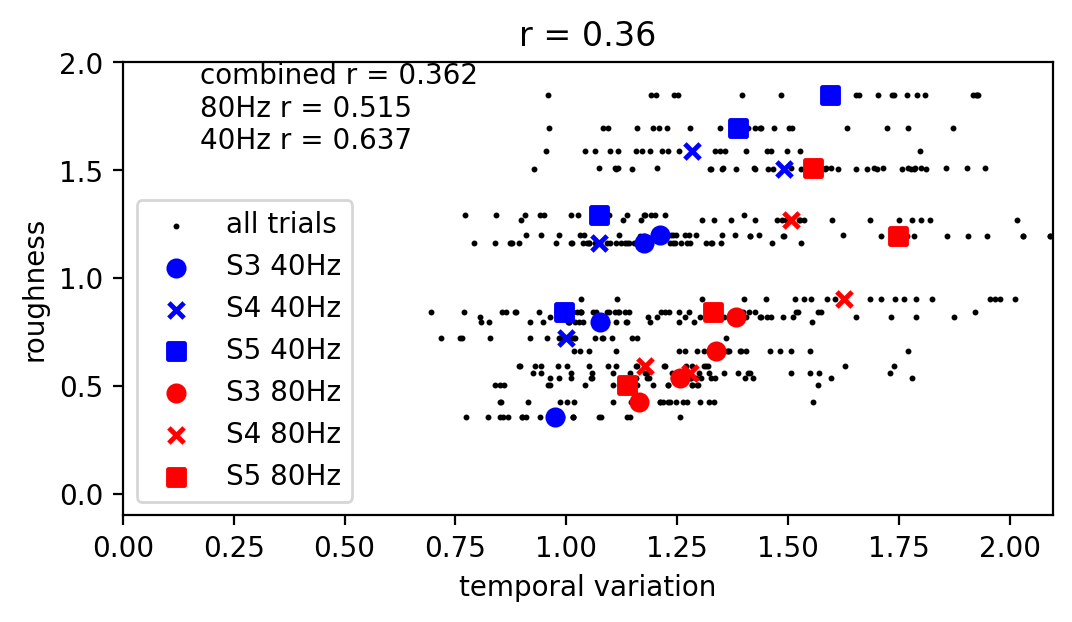 r = 0.36
combined r = 0.362
80Hz r = 0.515
40Hz r = 0.637
all trials
S3 40Hz
S4 40Hz
S5 40Hz
S3 80Hz
S4 80Hz
S5 80Hz
2.0
1.5
1.0
0.5
0.0
roughness
0.00 0.25 0.50 0.75 1.00 1.25 1.50 1.75 2.00
temporal variation